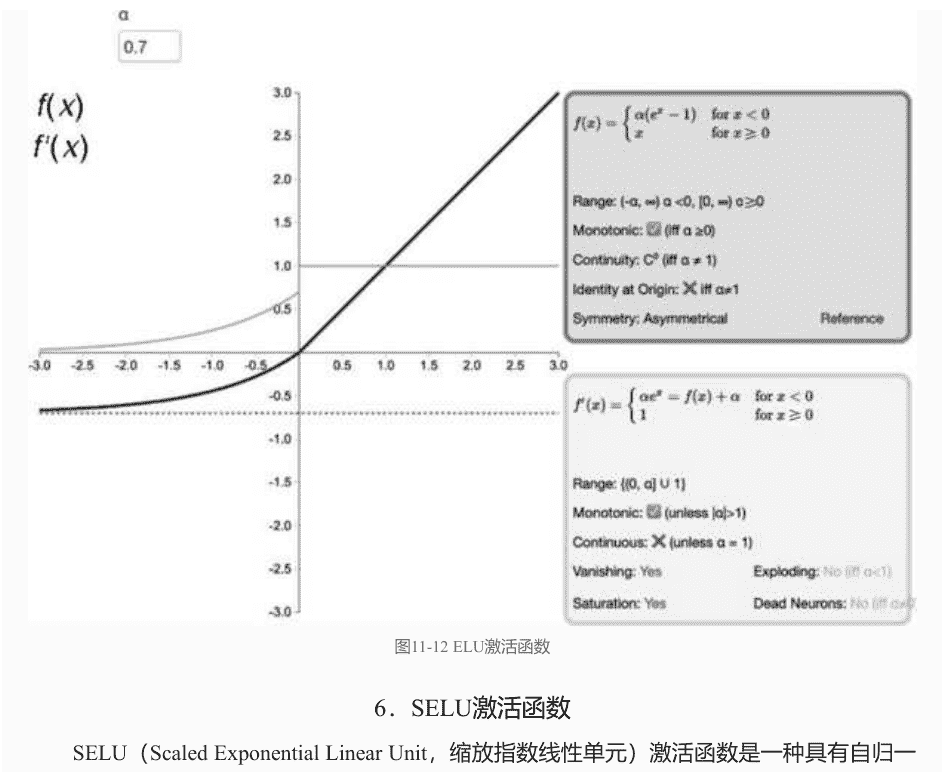 α
0.7
f(x)
f'(x)
3.0
2.5
2.0
1.5
1.0
0.5
-3.0 -2.5 -2.0 -1.5 -1.0 -0.5 0.5 1.0 1.5 2.0 2.5 3.0
-0.5
-1.0
-1.5
-2.0
-2.5
-3.0
f(x) = { α(eˣ − 1) for x < 0
x for x ≥ 0
Range: (-α, ∞) α <0, [0, ∞) α≥0
Monotonic: ☑ (iff α ≥0)
Continuity: C⁰ (iff α ≠ 1)
Identity at Origin: ✕ iff α≠1
Symmetry: Asymmetrical Reference
f'(x) = { αeˣ = f(x) + α for x < 0
1 for x ≥ 0
Range: {(0, α] ∪ 1}
Monotonic: ☑ (unless |α|>1)
Continuous: ✕ (unless α = 1)
Vanishing: Yes Exploding: No (iff α<1)
Saturation: Yes Dead Neurons: No (iff α≠0
图11-12 ELU激活函数
6．SELU激活函数
SELU（Scaled Exponential Linear Unit，缩放指数线性单元）激活函数是一种具有自归一